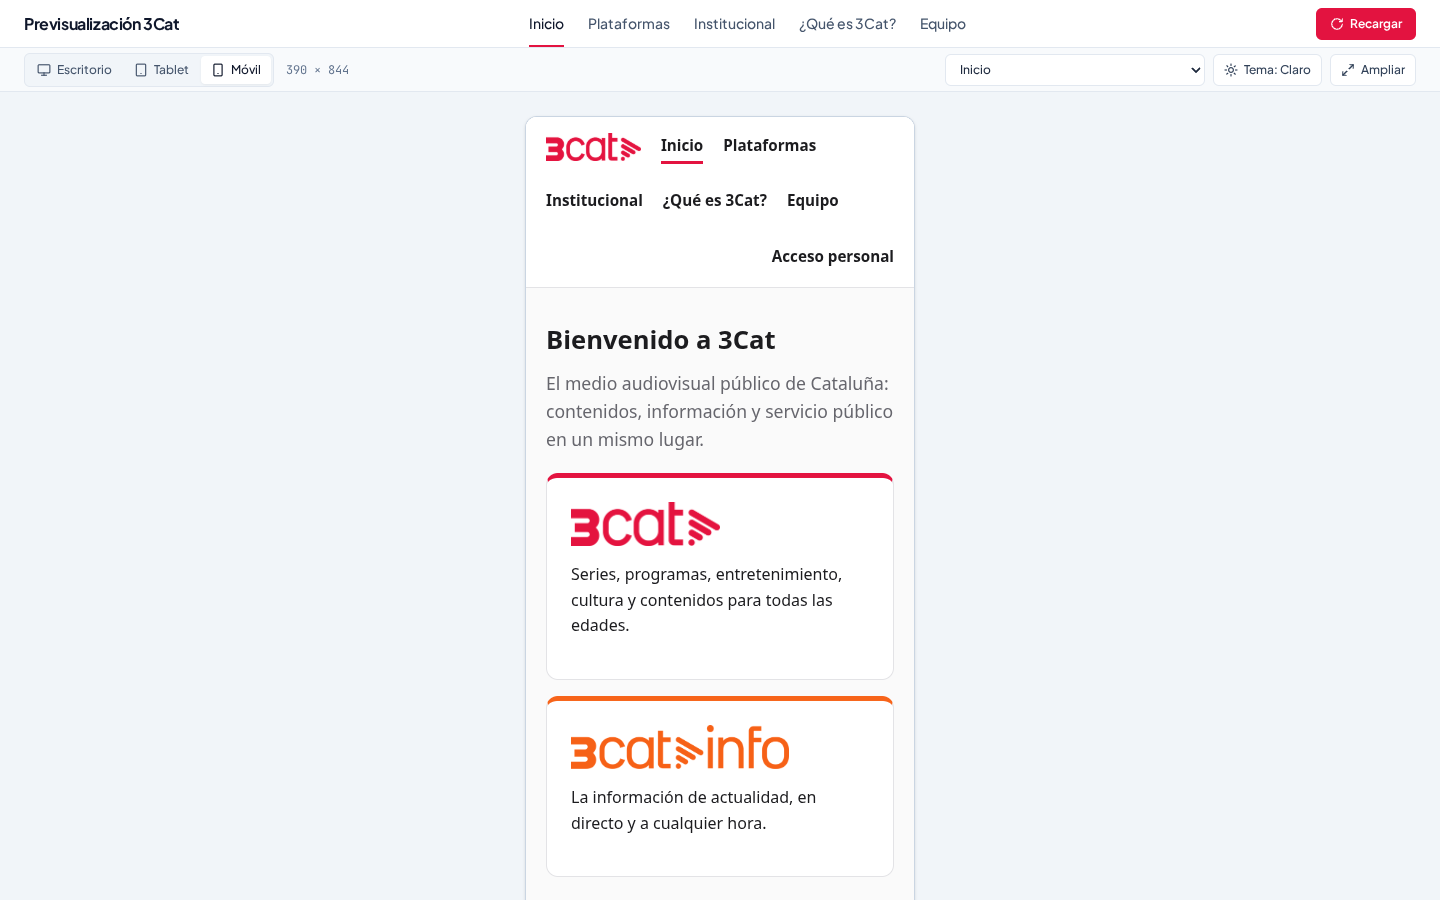 Previsualización 3Cat
Inicio Plataformas Institucional ¿Qué es 3Cat? Equipo
Recargar
Escritorio Tablet Móvil 390 × 844
Inicio Tema: Claro Ampliar
3cat Inicio Plataformas
Institucional ¿Qué es 3Cat? Equipo
Acceso personal
Bienvenido a 3Cat
El medio audiovisual público de Cataluña:
contenidos, información y servicio público
en un mismo lugar.
3cat
Series, programas, entretenimiento,
cultura y contenidos para todas las
edades.
3cat info
La información de actualidad, en
directo y a cualquier hora.